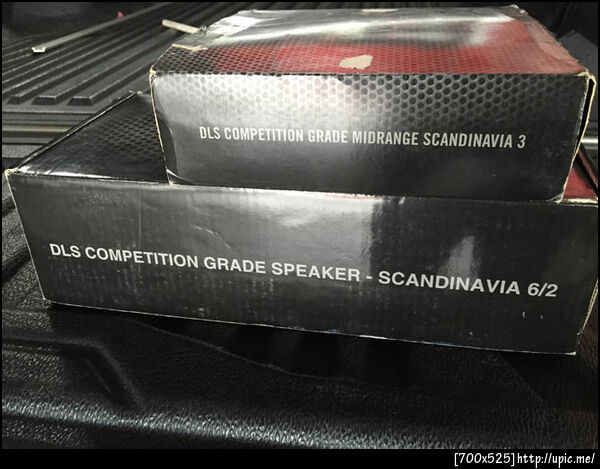 DLS COMPETITION GRADE MIDRANGE SCANDINAVIA 3
DLS COMPETITION GRADE SPEAKER - SCANDINAVIA 6/2
[700x525]http://upic.me/